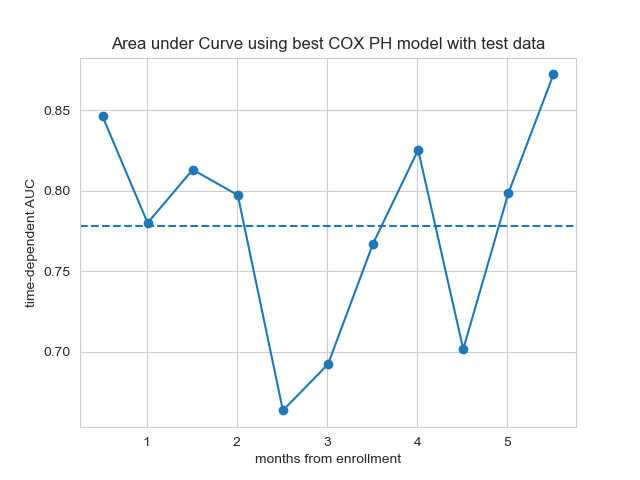 Area under Curve using best COX PH model with test data
time-dependent AUC
0.85
0.80
0.75
0.70
1 2 3 4 5
months from enrollment